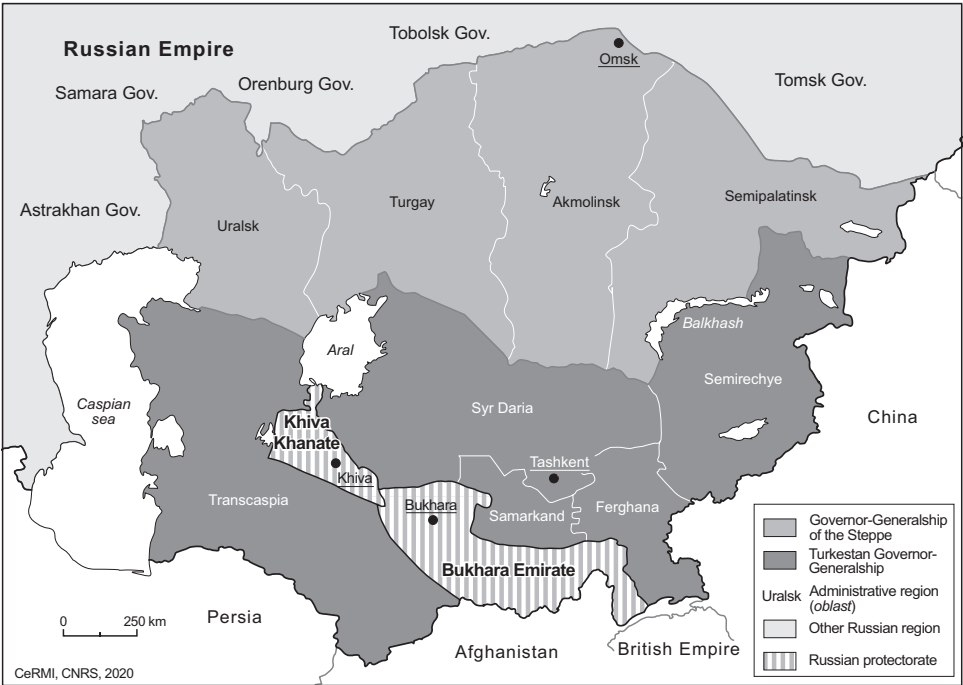 Russian Empire
Tobolsk Gov.
Omsk
Samara Gov.
Orenburg Gov.
Tomsk Gov.
Astrakhan Gov.
Uralsk
Turgay
Akmolinsk
Semipalatinsk
Aral
Balkhash
Caspian
sea
Semirechye
Syr Daria
China
Khiva
Khanate
Khiva
Tashkent
Transcaspia
Bukhara
Samarkand
Ferghana
Bukhara Emirate
Persia
Afghanistan
British Empire
0 250 km
CeRMI, CNRS, 2020
Governor-Generalship
of the Steppe
Turkestan Governor-
Generalship
Uralsk Administrative region
(oblast)
Other Russian region
Russian protectorate